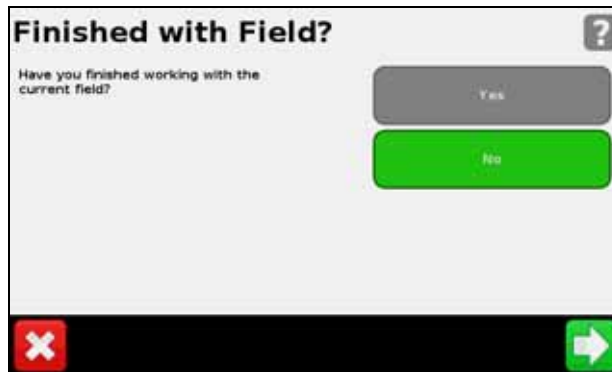 Finished with Field?
?
Have you finished working with the
current field?
Yes
No